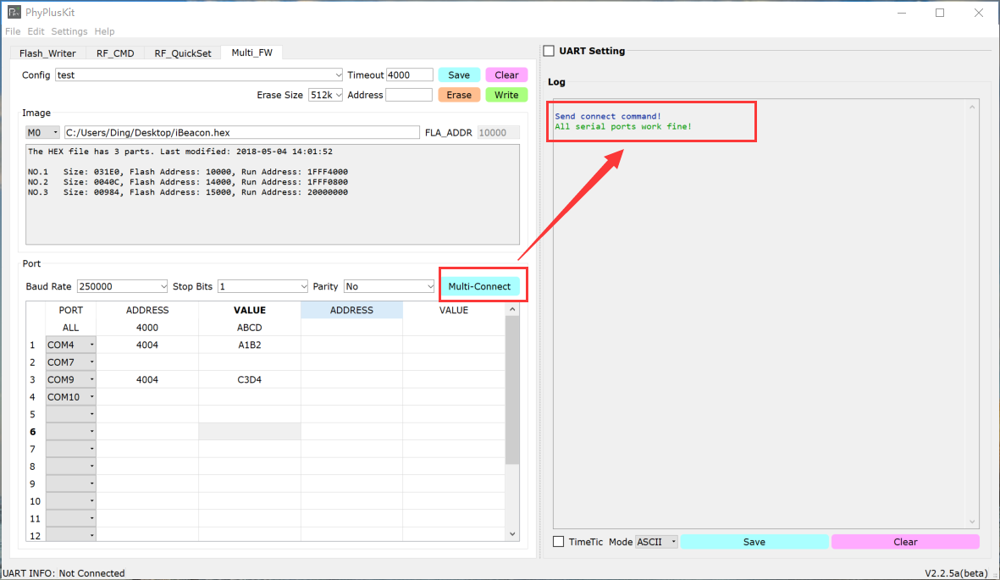 PhyPlusKit
File Edit Settings Help
Flash_Writer RF_CMD RF_QuickSet Multi_FW
Config test Timeout 4000 Save Clear
Erase Size 512k Address Erase Write
Image
M0 C:/Users/Ding/Desktop/iBeacon.hex FLA_ADDR 10000
The HEX file has 3 parts. Last modified: 2018-05-04 14:01:52
NO.1 Size: 031E0, Flash Address: 10000, Run Address: 1FFF4000
NO.2 Size: 0040C, Flash Address: 14000, Run Address: 1FFF0800
NO.3 Size: 00984, Flash Address: 15000, Run Address: 20000000
Port
Baud Rate 250000 Stop Bits 1 Parity No Multi-Connect
PORT ADDRESS VALUE ADDRESS VALUE
ALL 4000 ABCD
1 COM4 4004 A1B2
2 COM7
3 COM9 4004 C3D4
4 COM10
5
6
7
8
9
10
11
12
UART Setting
Log
Send connect command!
All serial ports work fine!
TimeTic Mode ASCII Save Clear
UART INFO: Not Connected
V2.2.5a(beta)